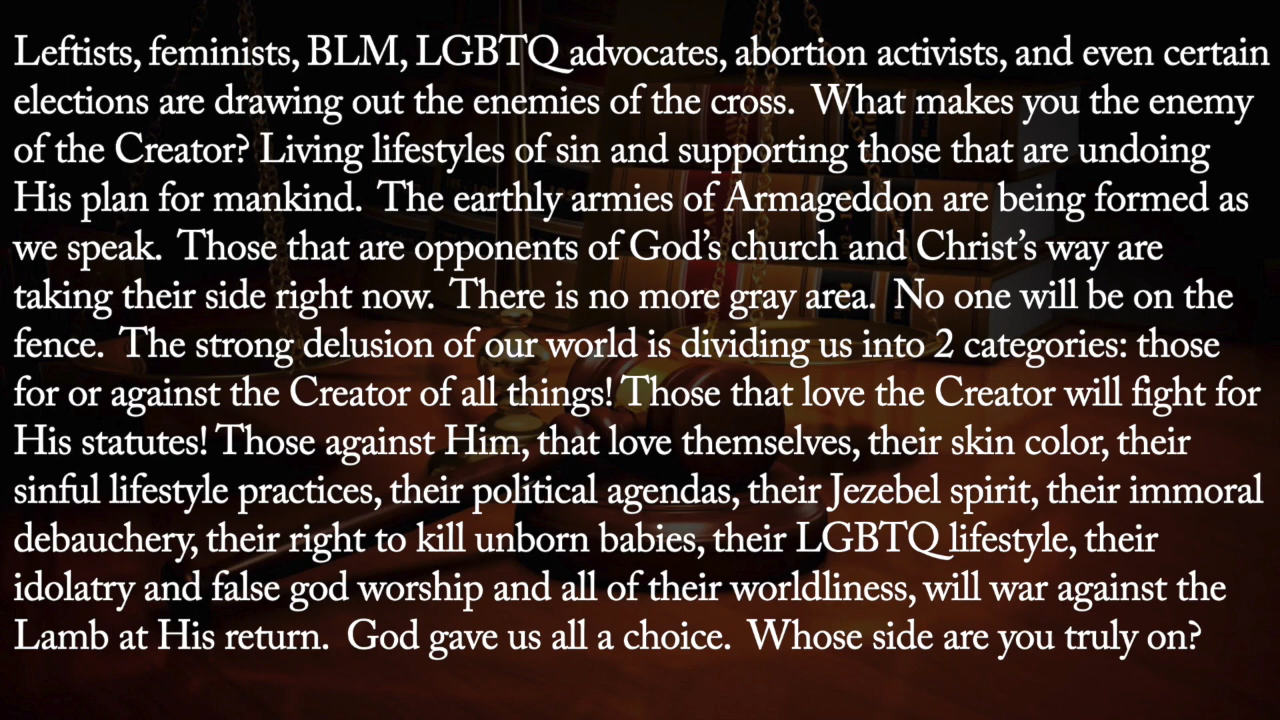 Leftists, feminists, BLM, LGBTQ advocates, abortion activists, and even certain
elections are drawing out the enemies of the cross.  What makes you the enemy
of the Creator? Living lifestyles of sin and supporting those that are undoing
His plan for mankind.  The earthly armies of Armageddon are being formed as
we speak.  Those that are opponents of God's church and Christ's way are
taking their side right now.  There is no more gray area.  No one will be on the
fence.  The strong delusion of our world is dividing us into 2 categories: those
for or against the Creator of all things! Those that love the Creator will fight for
His statutes! Those against Him, that love themselves, their skin color, their
sinful lifestyle practices, their political agendas, their Jezebel spirit, their immoral
debauchery, their right to kill unborn babies, their LGBTQ lifestyle, their
idolatry and false god worship and all of their worldliness, will war against the
Lamb at His return.  God gave us all a choice.  Whose side are you truly on?